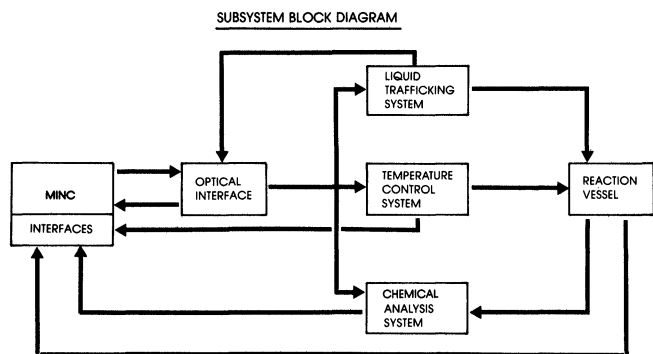 SUBSYSTEM BLOCK DIAGRAM
LIQUID
TRAFFICKING
SYSTEM
MINC
INTERFACES
OPTICAL
INTERFACE
TEMPERATURE
CONTROL
SYSTEM
REACTION
VESSEL
CHEMICAL
ANALYSIS
SYSTEM